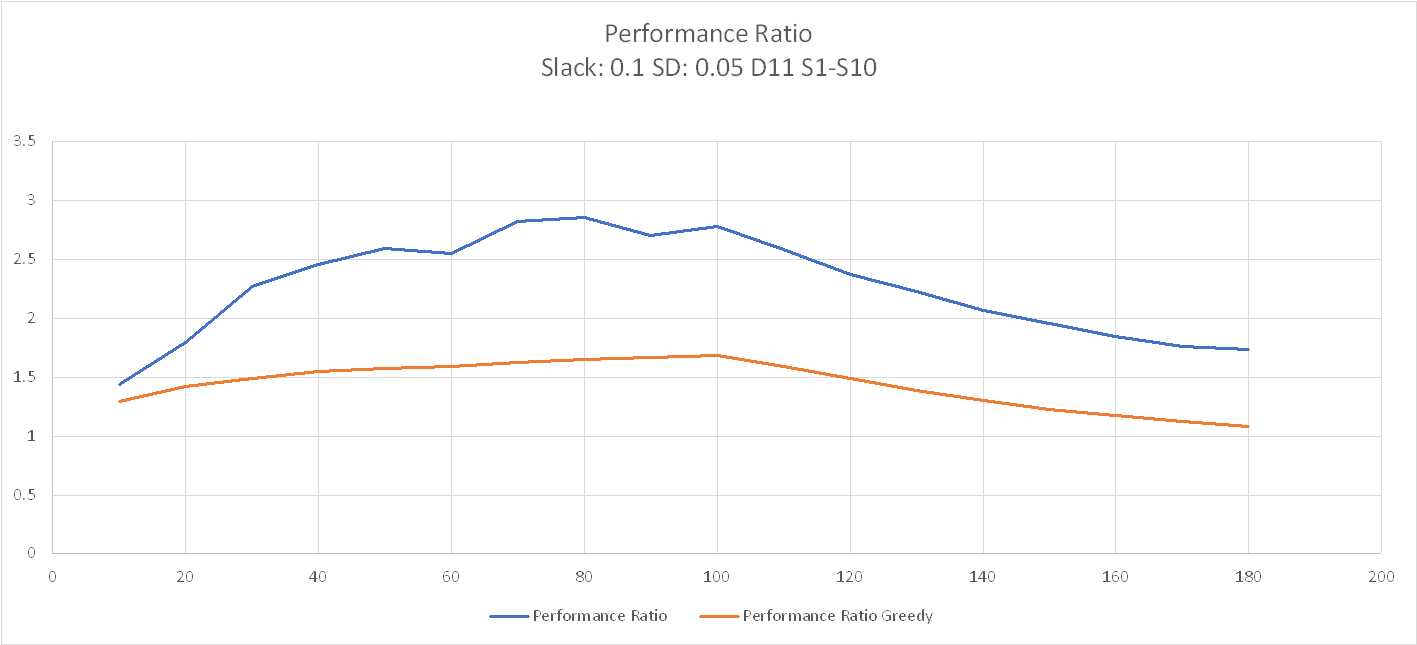 Performance Ratio
Slack: 0.1 SD: 0.05 D11 S1-S10
3.5
3
2.5
2
1.5
1
0.5
0
0 20 40 60 80 100 120 140 160 180 200
Performance Ratio Performance Ratio Greedy